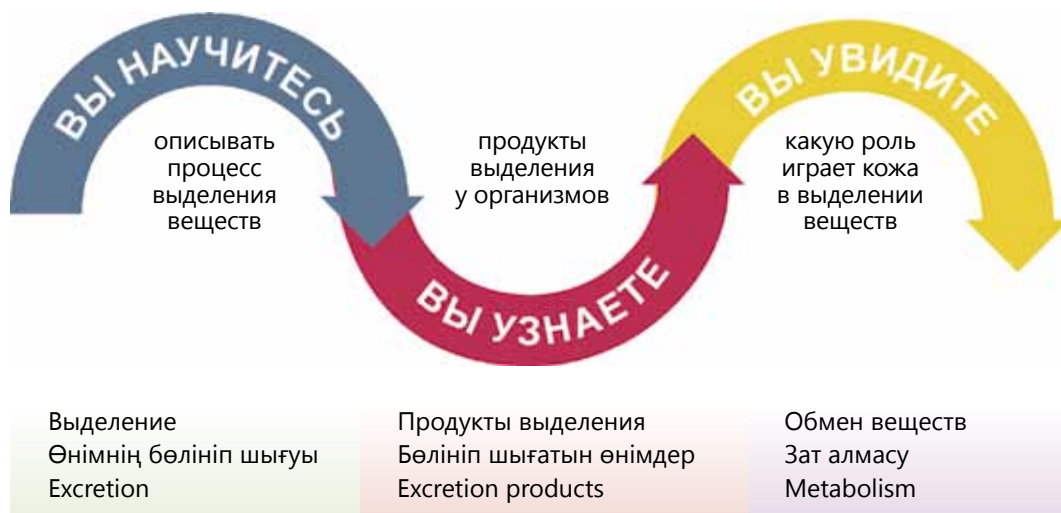 ВЫ НАУЧИТЕСЬ
описывать
процесс
выделения
веществ
ВЫ УЗНАЕТЕ
продукты
выделения
у организмов
ВЫ УВИДИТЕ
какую роль
играет кожа
в выделении
веществ
Выделение
Өнімнің бөлініп шығуы
Excretion
Продукты выделения
Бөлініп шығатын өнімдер
Excretion products
Обмен веществ
Зат алмасу
Metabolism